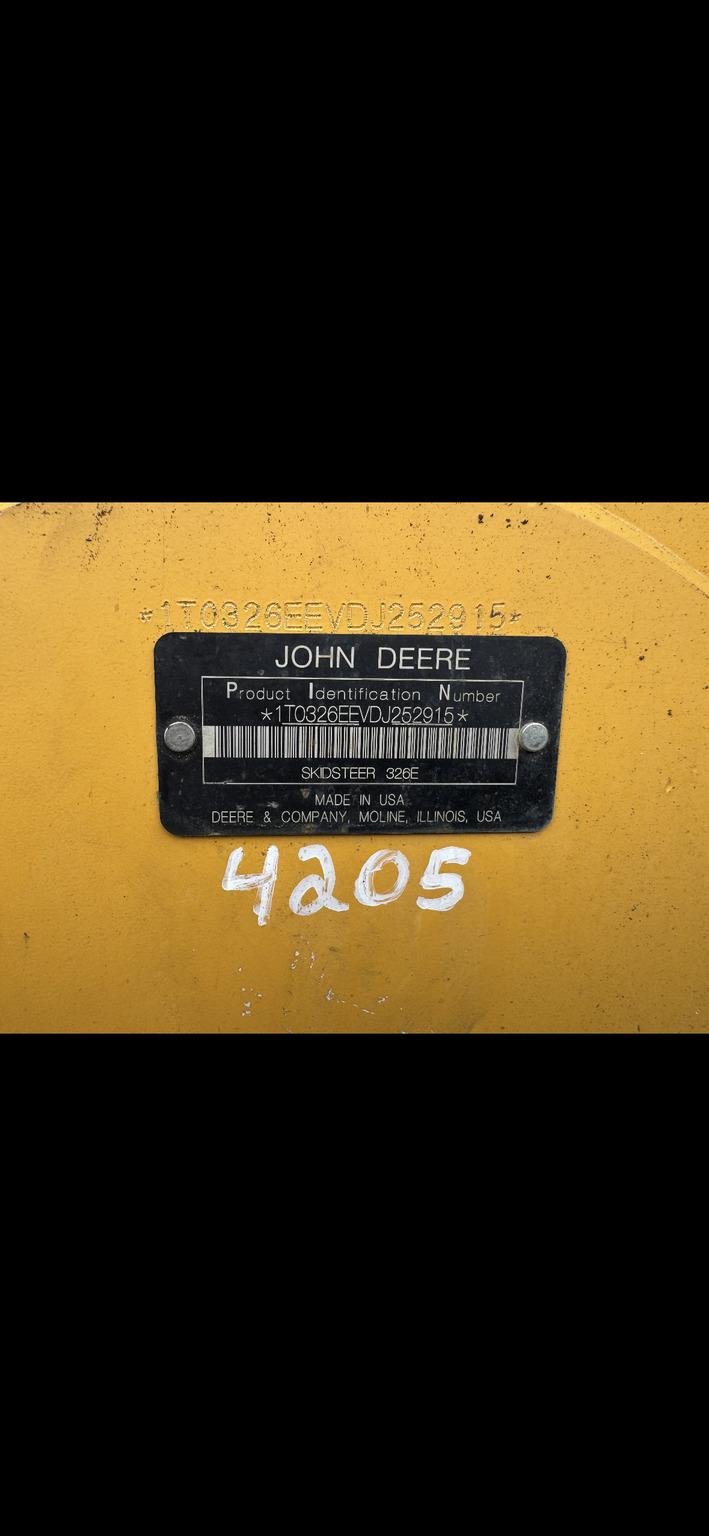 *1T0326EEVDJ252915*
JOHN DEERE
Product Identification Number
*1T0326EEVDJ252915*
SKIDSTEER 326E
MADE IN USA
DEERE & COMPANY, MOLINE, ILLINOIS, USA
4205